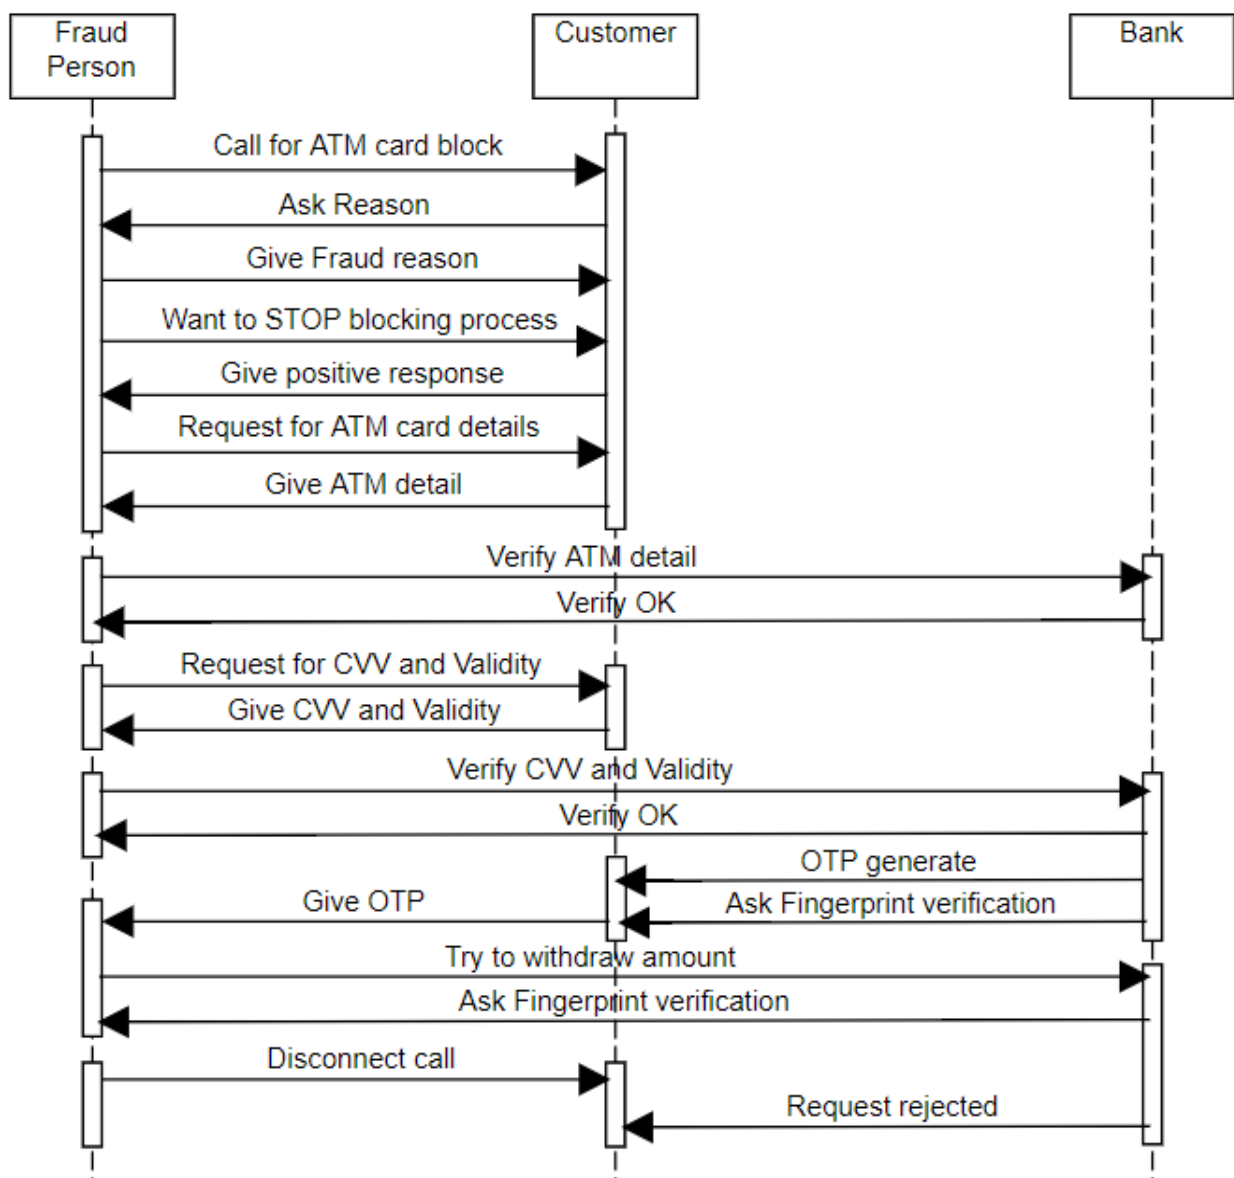 Fraud
Person
Customer
Bank
Call for ATM card block
Ask Reason
Give Fraud reason
Want to STOP blocking process
Give positive response
Request for ATM card details
Give ATM detail
Verify ATM detail
Verify OK
Request for CVV and Validity
Give CVV and Validity
Verify CVV and Validity
Verify OK
OTP generate
Give OTP
Ask Fingerprint verification
Try to withdraw amount
Ask Fingerprint verification
Disconnect call
Request rejected